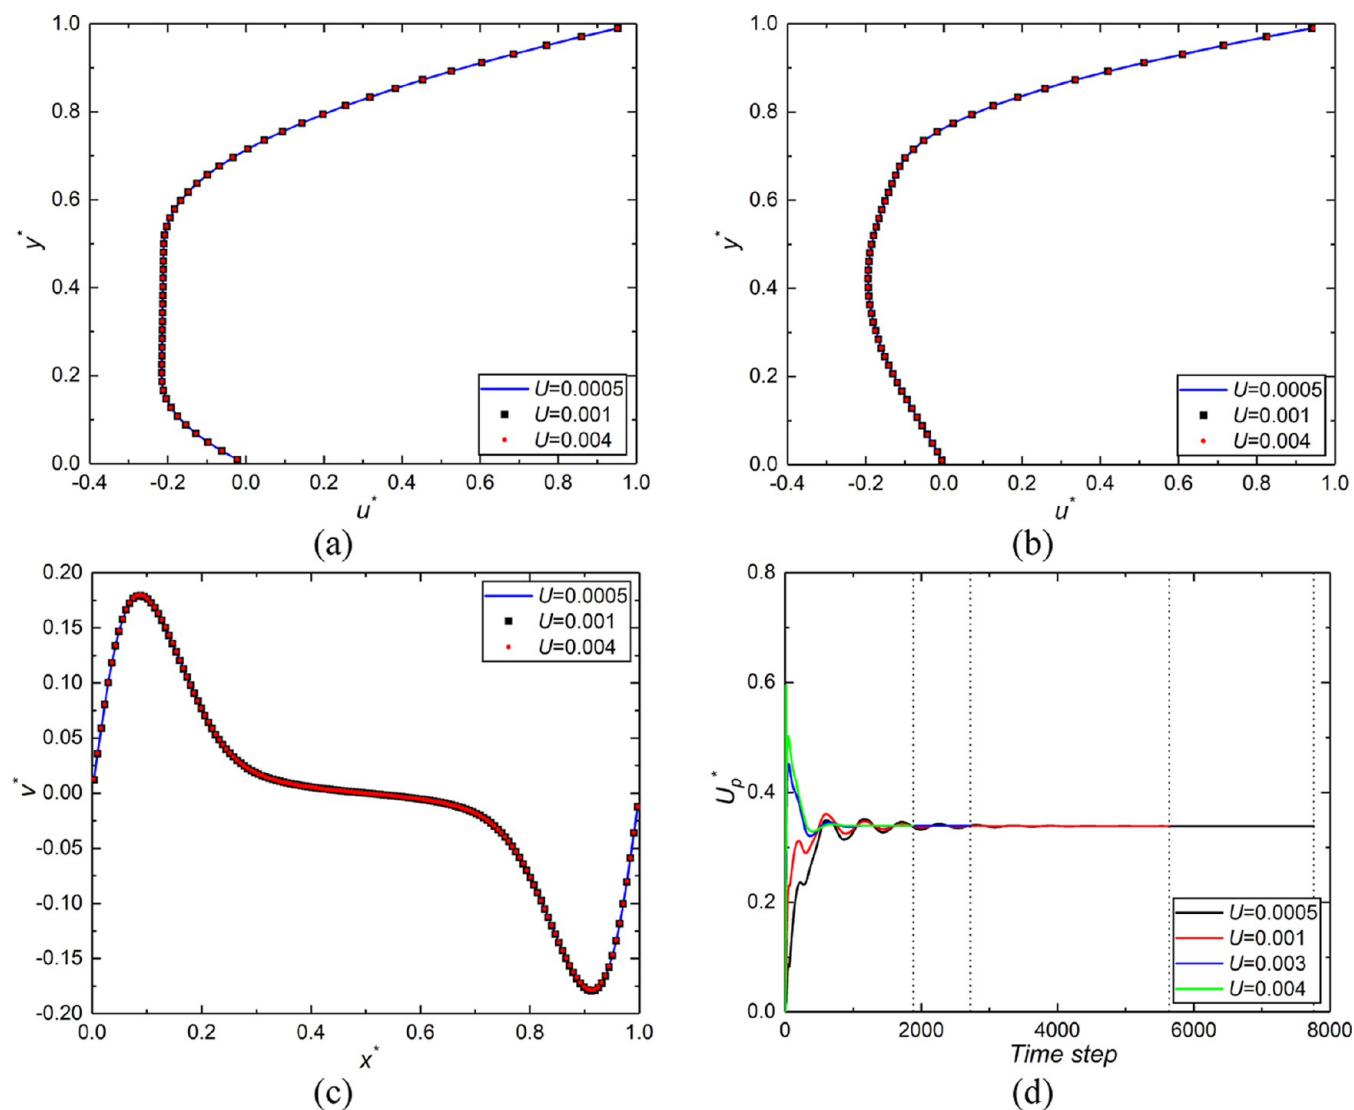 1.0
0.8
0.6
0.4
0.2
0.0
y*
-0.4 -0.2 0.0 0.2 0.4 0.6 0.8 1.0
u*
U=0.0005
U=0.001
U=0.004
(a)
1.0
0.8
0.6
0.4
0.2
0.0
y*
-0.4 -0.2 0.0 0.2 0.4 0.6 0.8 1.0
u*
U=0.0005
U=0.001
U=0.004
(b)
0.20
0.15
0.10
0.05
0.00
-0.05
-0.10
-0.15
-0.20
v*
0.0 0.2 0.4 0.6 0.8 1.0
x*
U=0.0005
U=0.001
U=0.004
(c)
0.8
0.6
0.4
0.2
0.0
Up*
0 2000 4000 6000 8000
Time step
U=0.0005
U=0.001
U=0.003
U=0.004
(d)